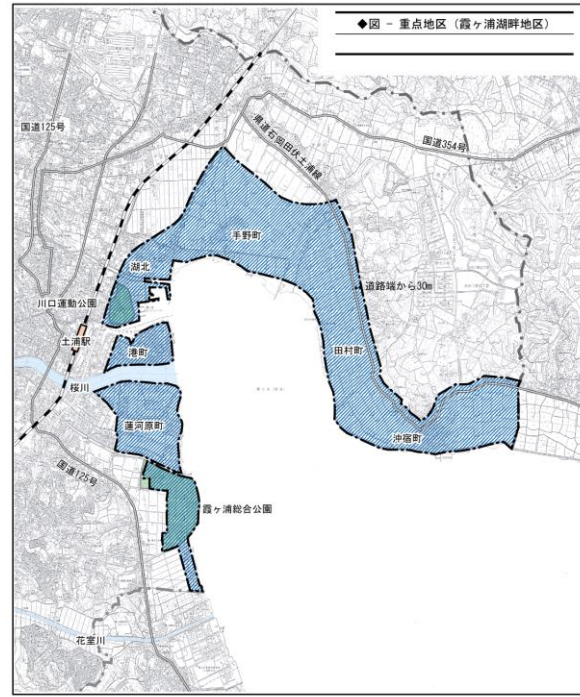 ◆図 − 重点地区（霞ヶ浦湖畔地区）
国道125号
県道石岡田伏土浦線
国道354号
手野町
湖北
道路端から30m
川口運動公園
土浦駅
港町
田村町
桜川
蓮河原町
沖宿町
国道125号
霞ヶ浦総合公園
花室川